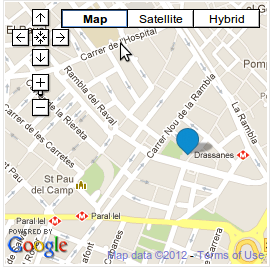 Map
Satellite
Hybrid
Carrer de l'Hospital
Rambla del Raval
Carrer de la Riereta
Carrer de les Carretes
Carrer Nou de la Rambla
La Rambla
Drassanes
St Pau
del Camp
Paral lel
Paral lel
POWERED BY
Google
Map data ©2012 - Terms of Use